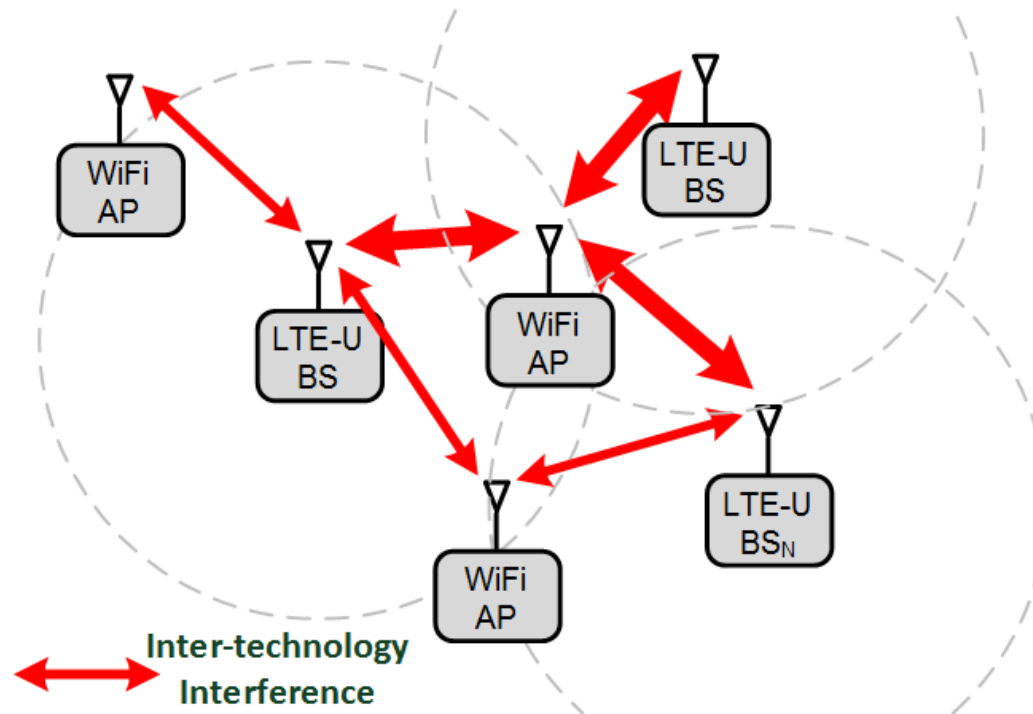 WiFi
AP
LTE-U
BS
LTE-U
BS
WiFi
AP
LTE-U
BSN
WiFi
AP
Inter-technology
Interference